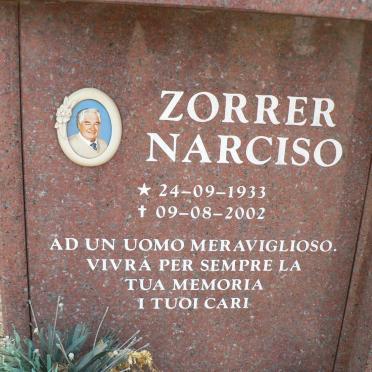 ZORRER
NARCISO
★ 24-09-1933
✝ 09-08-2002
AD UN UOMO MERAVIGLIOSO.
VIVRÀ PER SEMPRE LA
TUA MEMORIA
I TUOI CARI